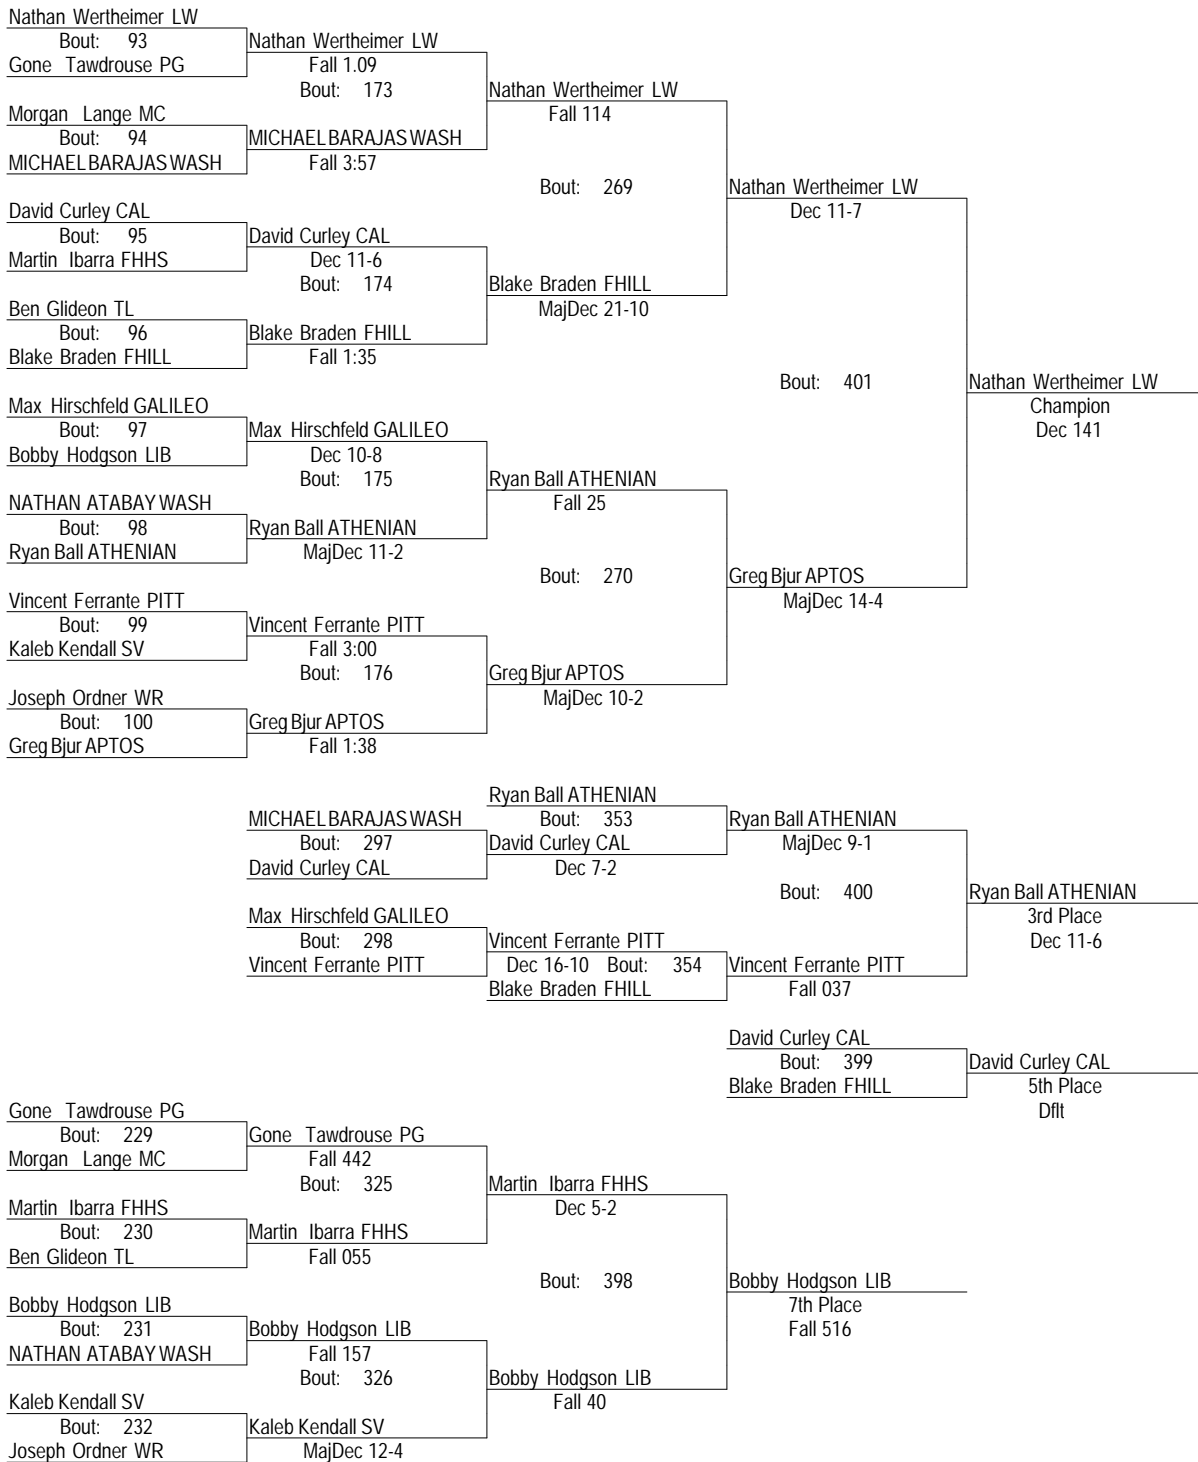 Nathan Wertheimer LW
Bout: 93
Nathan Wertheimer LW
Gone Tawdrouse PG
Fall 1.09
Bout: 173
Nathan Wertheimer LW
Morgan Lange MC
Fall 114
Bout: 94
MICHAEL BARAJAS WASH
MICHAEL BARAJAS WASH
Fall 3:57
Bout: 269
Nathan Wertheimer LW
David Curley CAL
Dec 11-7
Bout: 95
David Curley CAL
Martin Ibarra FHHS
Dec 11-6
Bout: 174
Blake Braden FHILL
Ben Glideon TL
MajDec 21-10
Bout: 96
Blake Braden FHILL
Blake Braden FHILL
Fall 1:35
Bout: 401
Nathan Wertheimer LW
Max Hirschfeld GALILEO
Champion
Bout: 97
Max Hirschfeld GALILEO
Dec 141
Bobby Hodgson LIB
Dec 10-8
Bout: 175
Ryan Ball ATHENIAN
NATHAN ATABAY WASH
Fall 25
Bout: 98
Ryan Ball ATHENIAN
Ryan Ball ATHENIAN
MajDec 11-2
Bout: 270
Greg Bjur APTOS
Vincent Ferrante PITT
MajDec 14-4
Bout: 99
Vincent Ferrante PITT
Kaleb Kendall SV
Fall 3:00
Bout: 176
Greg Bjur APTOS
Joseph Ordner WR
MajDec 10-2
Bout: 100
Greg Bjur APTOS
Greg Bjur APTOS
Fall 1:38
Ryan Ball ATHENIAN
MICHAEL BARAJAS WASH
Bout: 353
Ryan Ball ATHENIAN
Bout: 297
David Curley CAL
MajDec 9-1
David Curley CAL
Dec 7-2
Bout: 400
Ryan Ball ATHENIAN
Max Hirschfeld GALILEO
3rd Place
Bout: 298
Vincent Ferrante PITT
Dec 11-6
Vincent Ferrante PITT
Dec 16-10 Bout: 354
Vincent Ferrante PITT
Blake Braden FHILL
Fall 037
David Curley CAL
Bout: 399
David Curley CAL
Blake Braden FHILL
5th Place
Dflt
Gone Tawdrouse PG
Bout: 229
Gone Tawdrouse PG
Morgan Lange MC
Fall 442
Bout: 325
Martin Ibarra FHHS
Martin Ibarra FHHS
Dec 5-2
Bout: 230
Martin Ibarra FHHS
Ben Glideon TL
Fall 055
Bout: 398
Bobby Hodgson LIB
Bobby Hodgson LIB
7th Place
Bout: 231
Bobby Hodgson LIB
Fall 516
NATHAN ATABAY WASH
Fall 157
Bout: 326
Bobby Hodgson LIB
Kaleb Kendall SV
Fall 40
Bout: 232
Kaleb Kendall SV
Joseph Ordner WR
MajDec 12-4